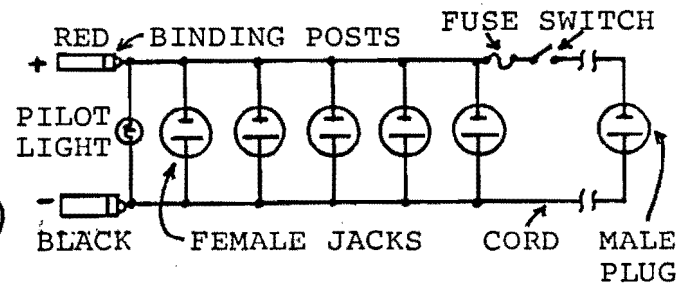 FUSE SWITCH
RED BINDING POSTS
+
PILOT
LIGHT
-
BLACK FEMALE JACKS CORD MALE
PLUG